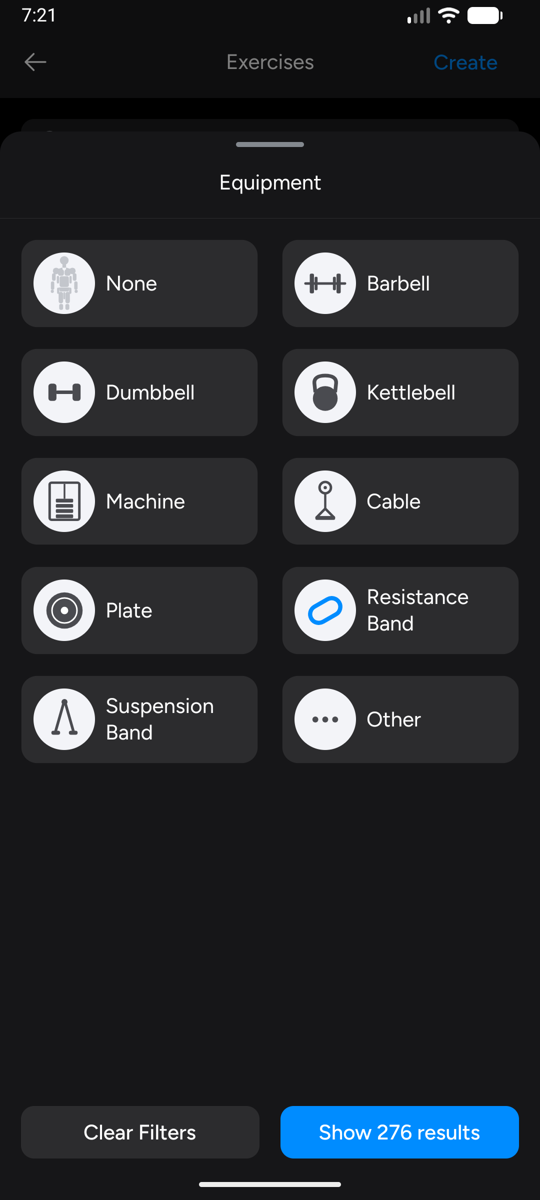 7:21
Exercises
Create
Equipment
None
Barbell
Dumbbell
Kettlebell
Machine
Cable
Plate
Resistance
Band
Suspension
Band
Other
Clear Filters
Show 276 results